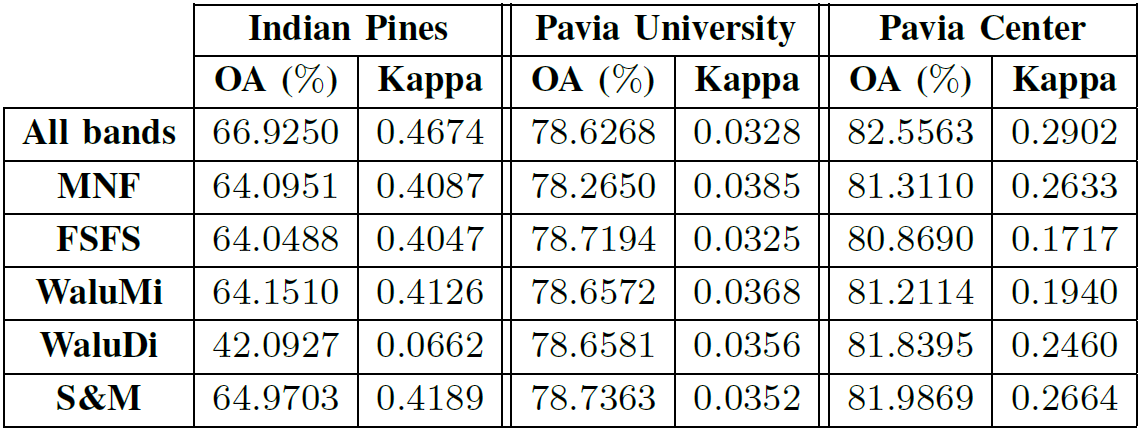 Indian Pines Pavia University Pavia Center
OA (%) Kappa OA (%) Kappa OA (%) Kappa
All bands 66.9250 0.4674 78.6268 0.0328 82.5563 0.2902
MNF 64.0951 0.4087 78.2650 0.0385 81.3110 0.2633
FSFS 64.0488 0.4047 78.7194 0.0325 80.8690 0.1717
WaluMi 64.1510 0.4126 78.6572 0.0368 81.2114 0.1940
WaluDi 42.0927 0.0662 78.6581 0.0356 81.8395 0.2460
S&M 64.9703 0.4189 78.7363 0.0352 81.9869 0.2664